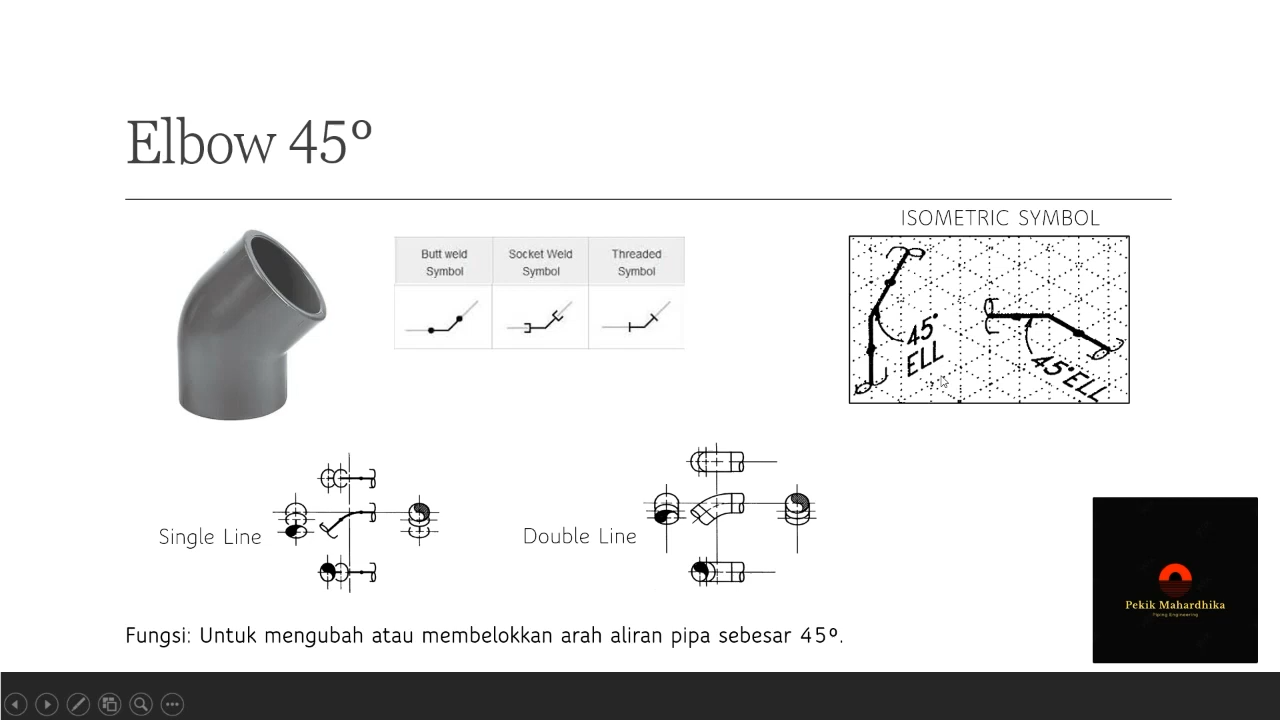 Elbow 45º
ISOMETRIC SYMBOL
Butt weld
Symbol
Socket Weld
Symbol
Threaded
Symbol
45°
ELL
45°ELL
Single Line
Double Line
Pekik Mahardhika
Piping Engineering
Fungsi: Untuk mengubah atau membelokkan arah aliran pipa sebesar 45º.